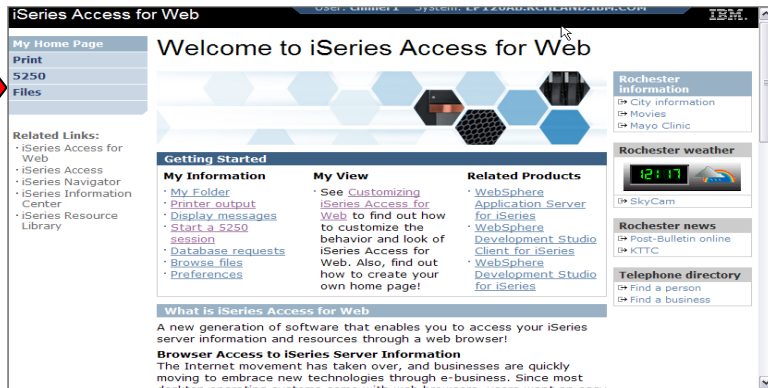 iSeries Access for Web
IBM.
My Home Page
Print
5250
Files
Related Links:
· iSeries Access for
Web
· iSeries Access
· iSeries Navigator
· iSeries Information
Center
· iSeries Resource
Library
Welcome to iSeries Access for Web
Getting Started
My Information
· My Folder
· Printer output
· Display messages
· Start a 5250
session
· Database requests
· Browse files
· Preferences
My View
· See Customizing
iSeries Access for
Web to find out how
to customize the
behavior and look of
iSeries Access for
Web. Also, find out
how to create your
own home page!
Related Products
· WebSphere
Application Server
for iSeries
· WebSphere
Development Studio
Client for iSeries
· WebSphere
Development Studio
for iSeries
What is iSeries Access for Web
A new generation of software that enables you to access your iSeries
server information and resources through a web browser!
Browser Access to iSeries Server Information
The Internet movement has taken over, and businesses are quickly
moving to embrace new technologies through e-business. Since most
Rochester
information
City information
Movies
Mayo Clinic
Rochester weather
12:17
SkyCam
Rochester news
Post-Bulletin online
KTTC
Telephone directory
Find a person
Find a business